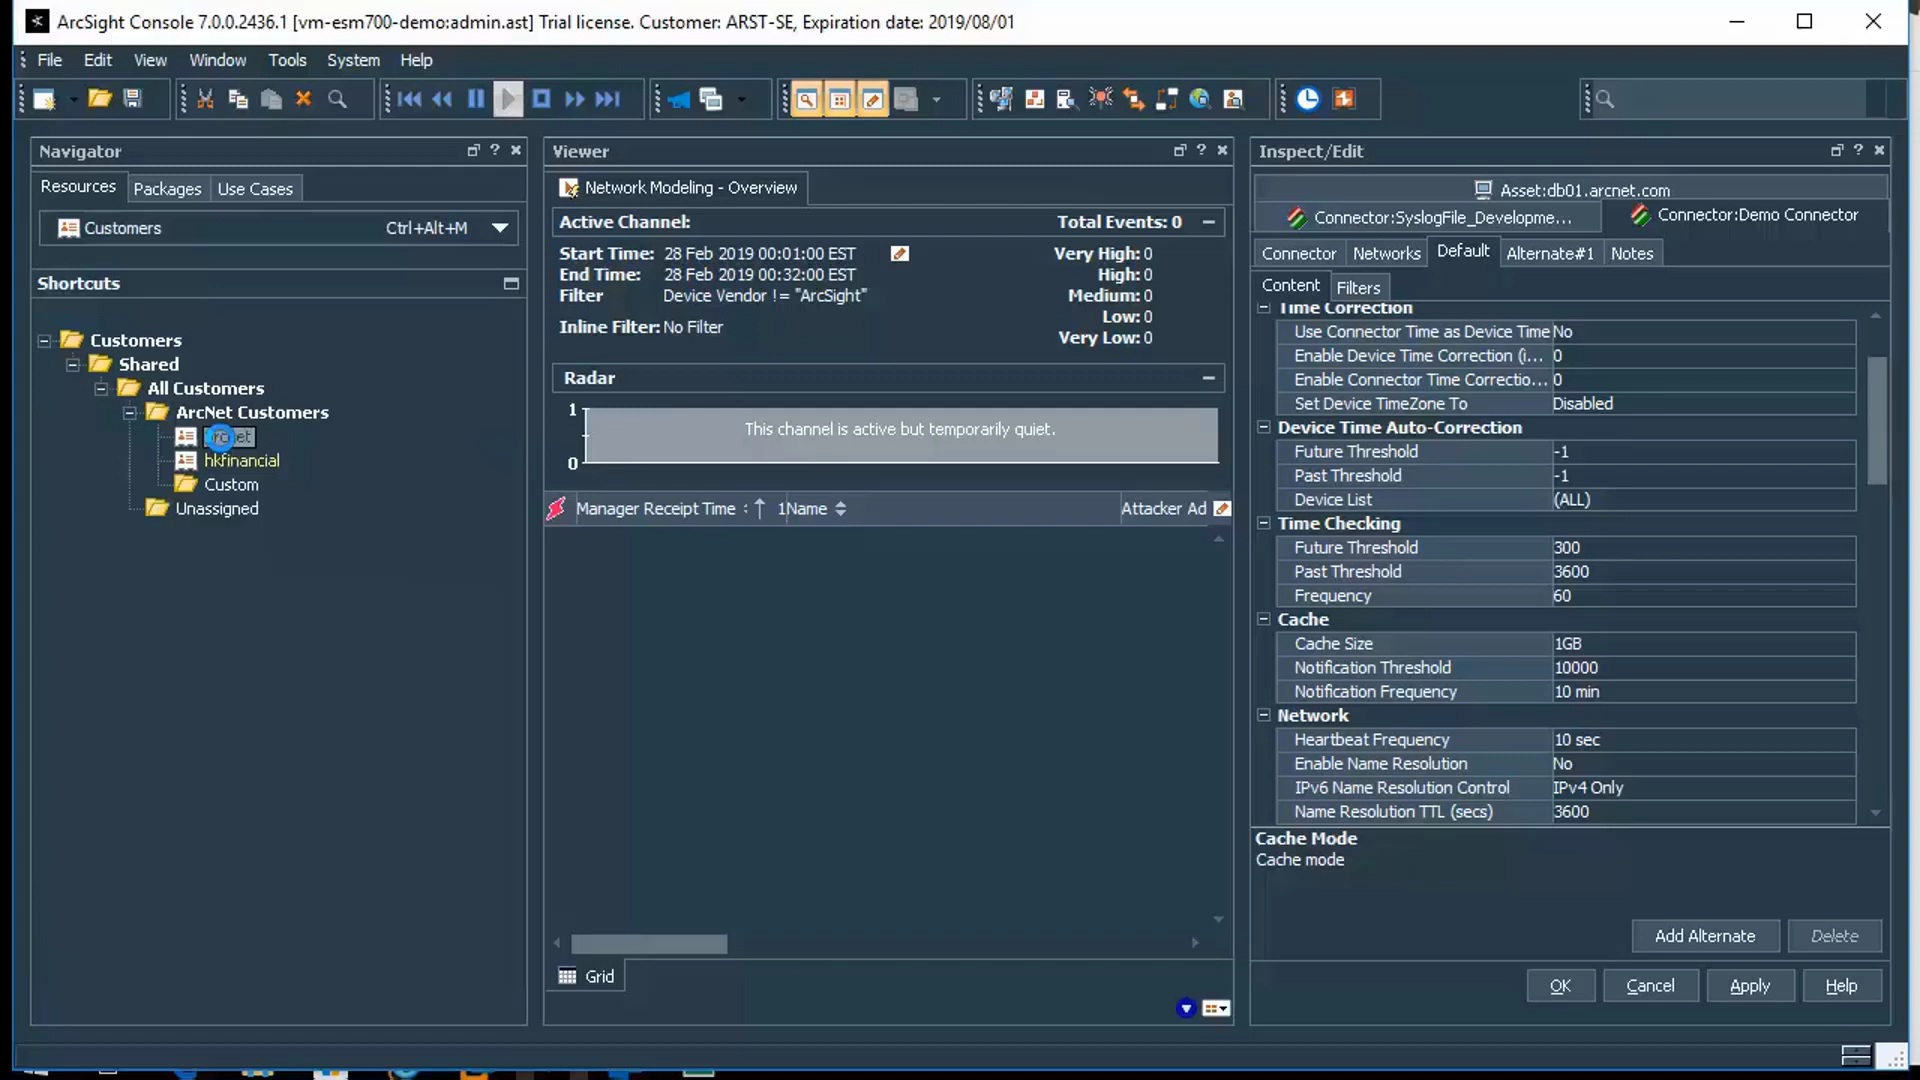 ArcSight Console 7.0.0.2436.1 [vm-esm700-demo:admin.ast] Trial license. Customer: ARST-SE, Expiration date: 2019/08/01
File Edit View Window Tools System Help
Navigator
Resources Packages Use Cases
Customers Ctrl+Alt+M
Shortcuts
Customers
Shared
All Customers
ArcNet Customers
hkfinancial
Custom
Unassigned
Viewer
Network Modeling - Overview
Active Channel: Total Events: 0
Start Time: 28 Feb 2019 00:01:00 EST Very High: 0
End Time: 28 Feb 2019 00:32:00 EST High: 0
Filter Device Vendor != "ArcSight" Medium: 0
Low: 0
Inline Filter: No Filter
Very Low: 0
Radar
1
This channel is active but temporarily quiet.
0
Manager Receipt Time 1 Name Attacker Ad
Grid
Inspect/Edit
Asset:db01.arcnet.com
Connector:SyslogFile_Developme... Connector:Demo Connector
Connector Networks Default Alternate#1 Notes
Content Filters
Time Correction
Use Connector Time as Device Time No
Enable Device Time Correction (i... 0
Enable Connector Time Correctio... 0
Set Device TimeZone To Disabled
Device Time Auto-Correction
Future Threshold -1
Past Threshold -1
Device List (ALL)
Time Checking
Future Threshold 300
Past Threshold 3600
Frequency 60
Cache
Cache Size 1GB
Notification Threshold 10000
Notification Frequency 10 min
Network
Heartbeat Frequency 10 sec
Enable Name Resolution No
IPv6 Name Resolution Control IPv4 Only
Name Resolution TTL (secs) 3600
Cache Mode
Cache mode
Add Alternate Delete
OK Cancel Apply Help